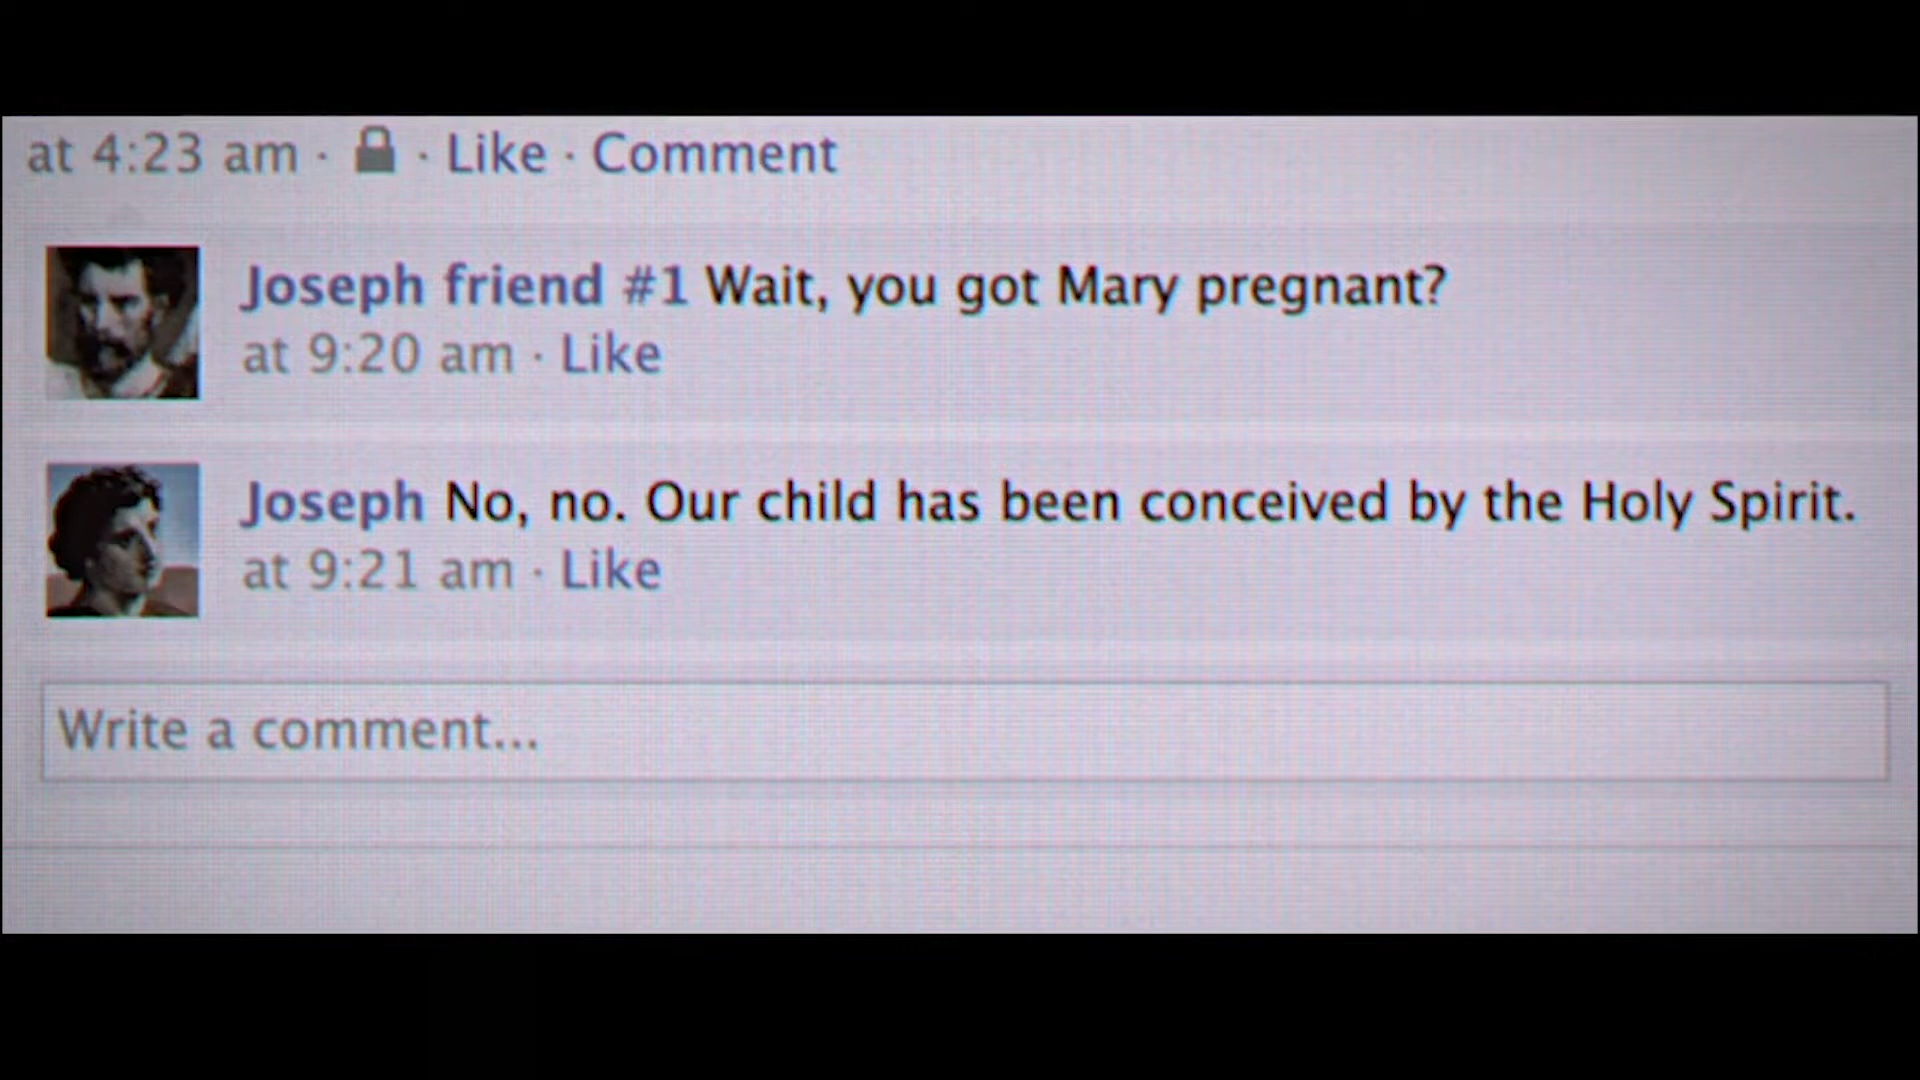 at 4:23 am · · Like · Comment
Joseph friend #1 Wait, you got Mary pregnant?
at 9:20 am · Like
Joseph No, no. Our child has been conceived by the Holy Spirit.
at 9:21 am · Like
Write a comment...